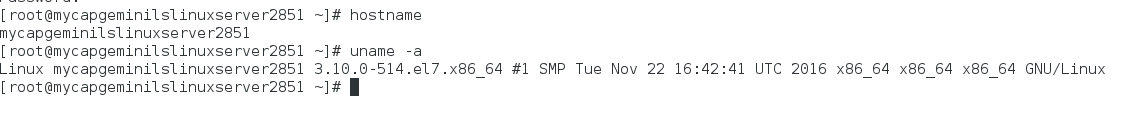 [root@mycapgeminilslinuxserver2851 ~]# hostname
mycapgeminilslinuxserver2851
[root@mycapgeminilslinuxserver2851 ~]# uname -a
Linux mycapgeminilslinuxserver2851 3.10.0-514.el7.x86_64 #1 SMP Tue Nov 22 16:42:41 UTC 2016 x86_64 x86_64 x86_64 GNU/Linux
[root@mycapgeminilslinuxserver2851 ~]#